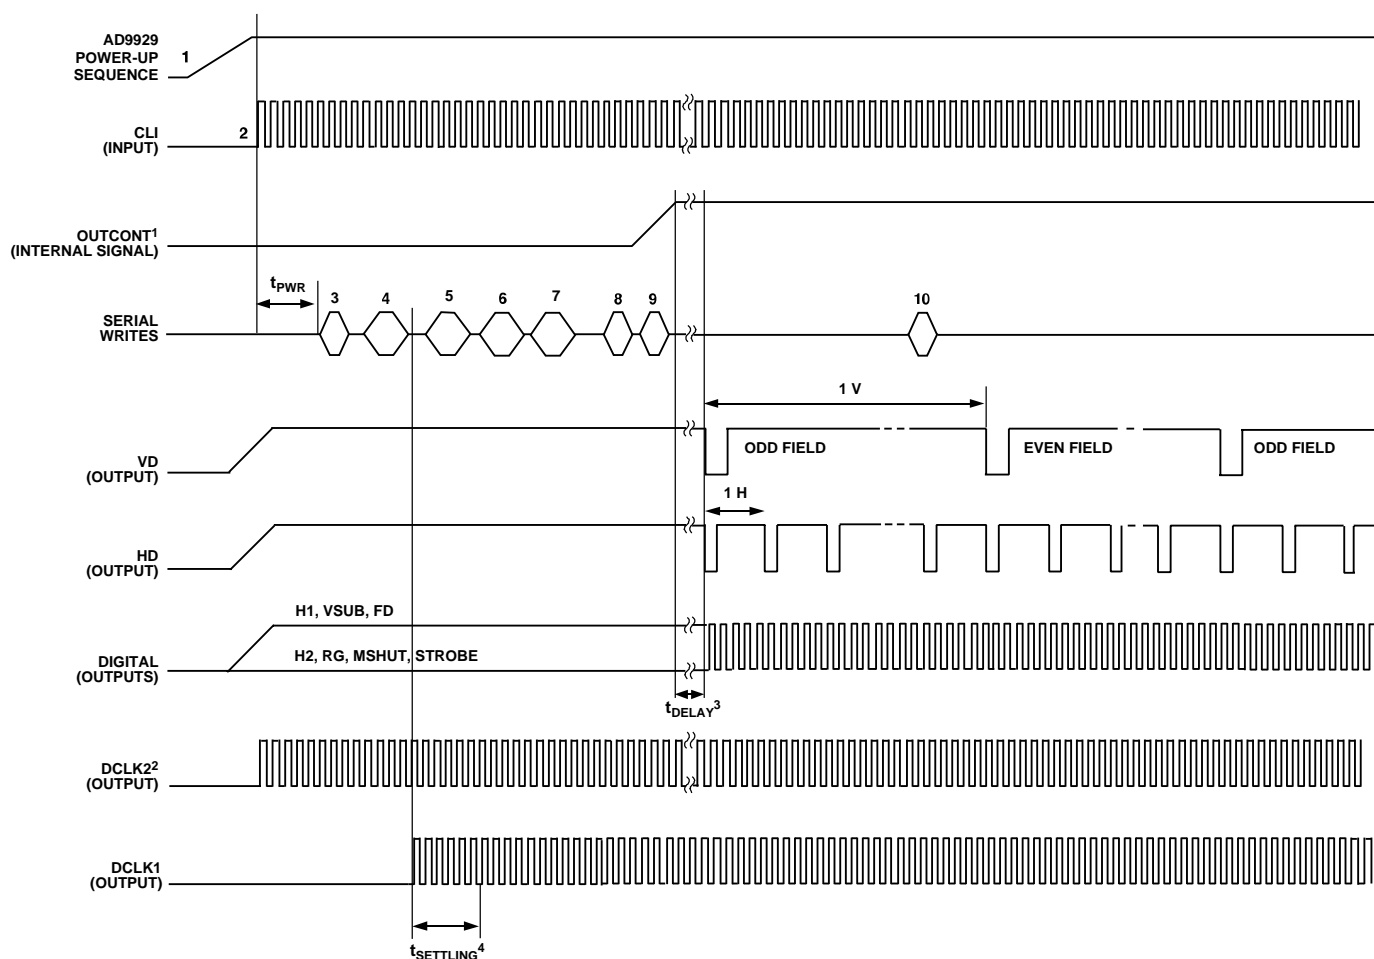 AD9929
POWER-UP
SEQUENCE
1
CLI
(INPUT)
2
OUTCONT1
(INTERNAL SIGNAL)
tPWR
SERIAL
WRITES
3 4 5 6 7 8 9 10
1 V
VD
(OUTPUT)
ODD FIELD EVEN FIELD ODD FIELD
1 H
HD
(OUTPUT)
H1, VSUB, FD
DIGITAL
(OUTPUTS)
H2, RG, MSHUT, STROBE
tDELAY3
DCLK22
(OUTPUT)
DCLK1
(OUTPUT)
tSETTLING4